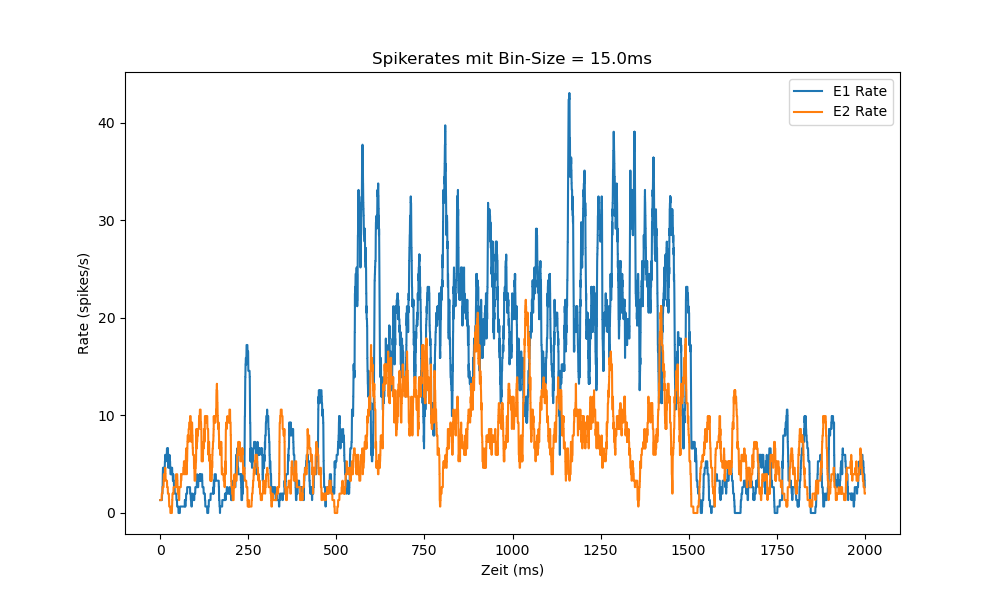 Spikerates mit Bin-Size = 15.0ms
E1 Rate
E2 Rate
Rate (spikes/s)
40
30
20
10
0
0 250 500 750 1000 1250 1500 1750 2000
Zeit (ms)